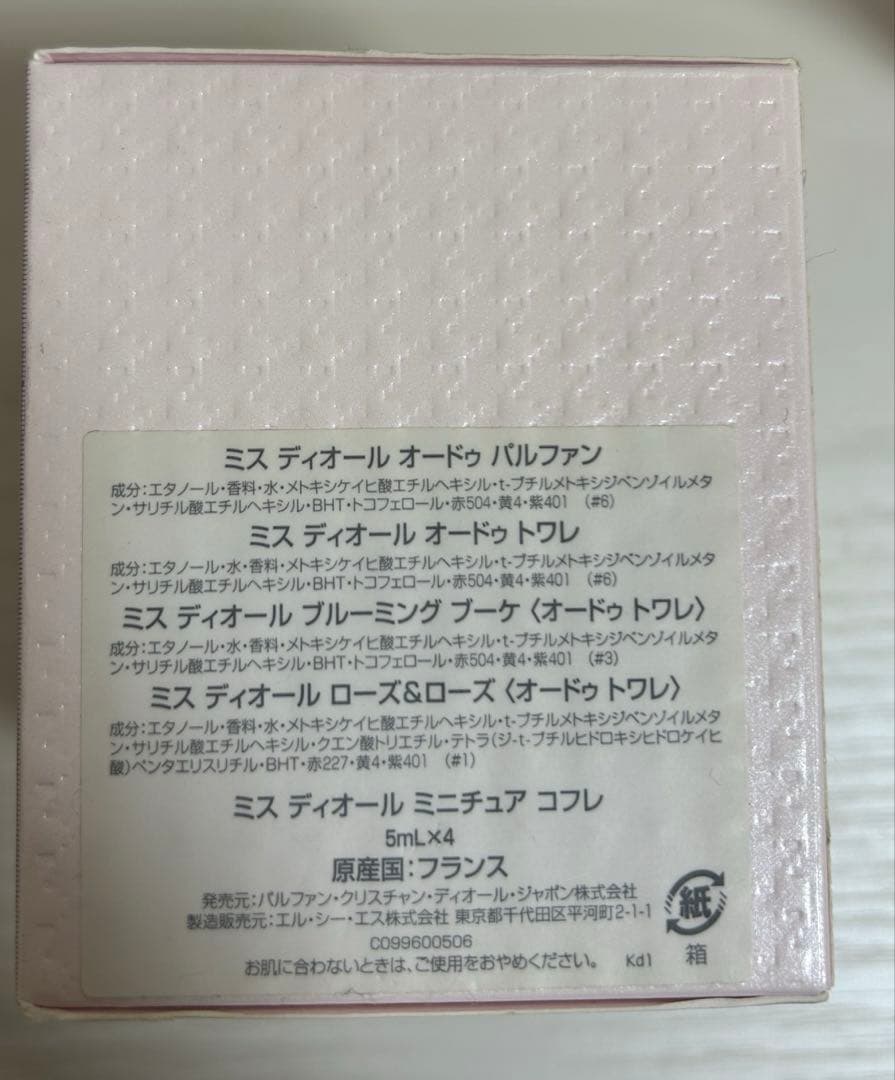 ミス ディオール オードゥ パルファン
成分:エタノール・香料・水・メトキシケイヒ酸エチルヘキシル・t-ブチルメトキシジベンゾイルメタ
ン・サリチル酸エチルヘキシル・BHT・トコフェロール・赤504・黄4・紫401 (#6)
ミス ディオール オードゥ トワレ
成分:エタノール・水・香料・メトキシケイヒ酸エチルヘキシル・t-ブチルメトキシジベンゾイルメタ
ン・サリチル酸エチルヘキシル・BHT・トコフェロール・赤504・黄4・紫401 (#6)
ミス ディオール ブルーミング ブーケ〈オードゥ トワレ〉
成分:エタノール・水・香料・メトキシケイヒ酸エチルヘキシル・t-ブチルメトキシジベンゾイルメタ
ン・サリチル酸エチルヘキシル・BHT・トコフェロール・赤504・黄4・紫401 (#3)
ミス ディオール ローズ&ローズ〈オードゥ トワレ〉
成分:エタノール・香料・水・メトキシケイヒ酸エチルヘキシル・t-ブチルメトキシジベンゾイルメタ
ン・サリチル酸エチルヘキシル・クエン酸トリエチル・テトラ(ジ-t-ブチルヒドロキシヒドロケイヒ
酸)ペンタエリスリチル・BHT・赤227・黄4・紫401 (#1)
ミス ディオール ミニチュア コフレ
5mL×4
原産国:フランス
発売元:パルファン・クリスチャン・ディオール・ジャポン株式会社
製造販売元:エル・シー・エス株式会社 東京都千代田区平河町2-1-1
C099600506
お肌に合わないときは、ご使用をおやめください。 Kd1
紙
箱